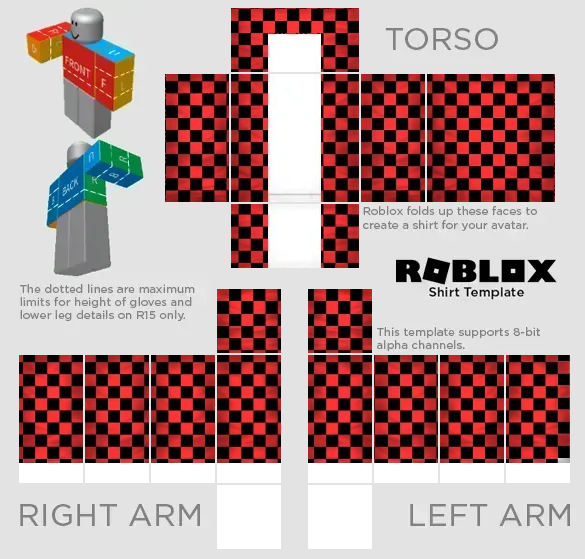 TORSO
FRONT
F
L
U
R
BACK
U
R
B
Roblox folds up these faces to
create a shirt for your avatar.
ROBLOX
Shirt Template
The dotted lines are maximum
limits for height of gloves and
lower leg details on R15 only.
This template supports 8-bit
alpha channels.
RIGHT ARM
LEFT ARM